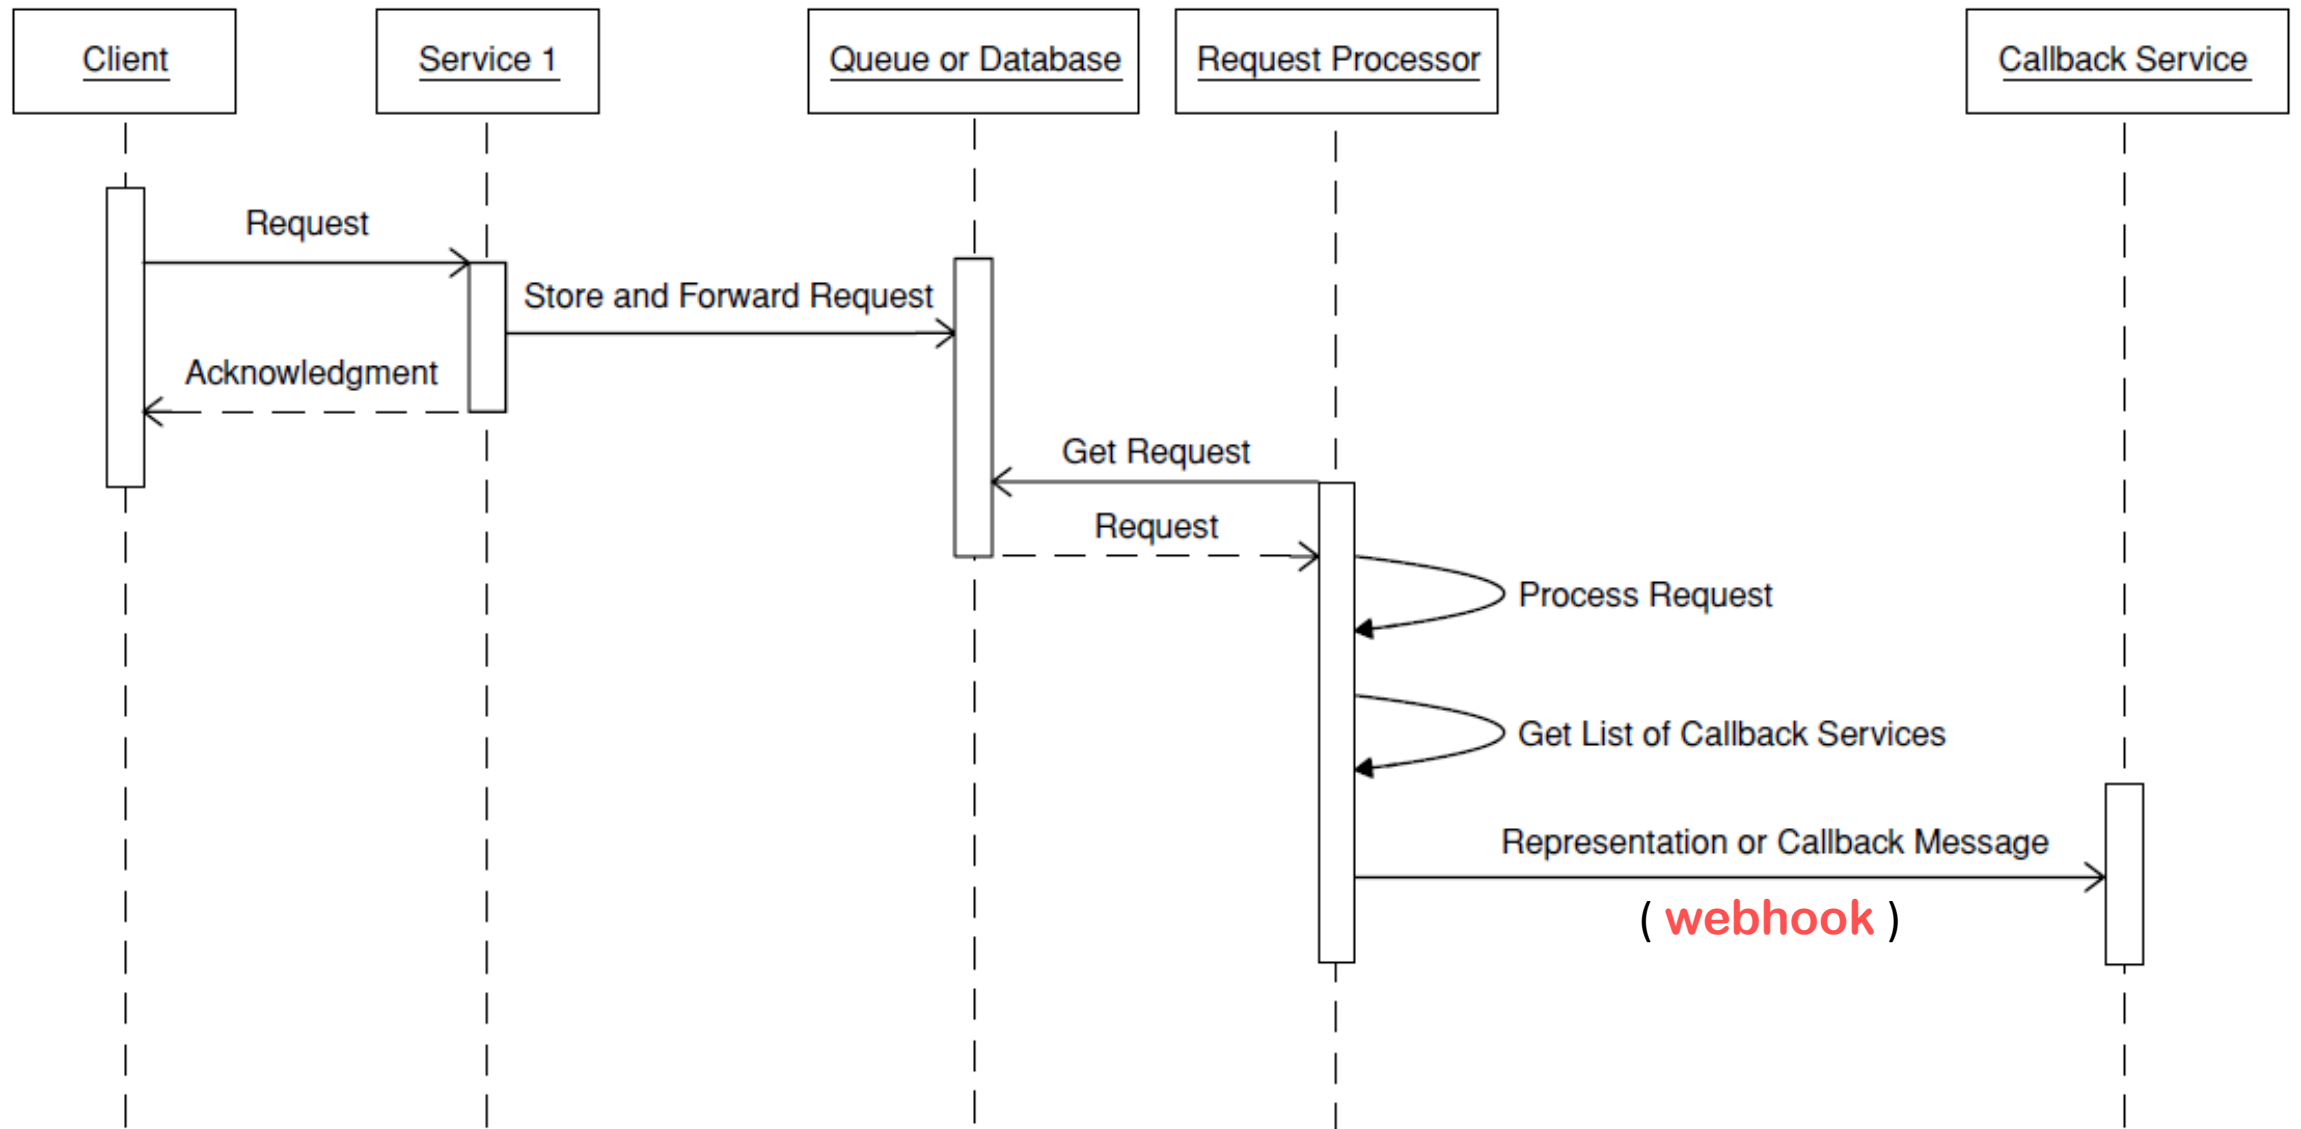 Client
Service 1
Queue or Database
Request Processor
Callback Service
Request
Store and Forward Request
Acknowledgment
Get Request
Request
Process Request
Get List of Callback Services
Representation or Callback Message
( webhook )